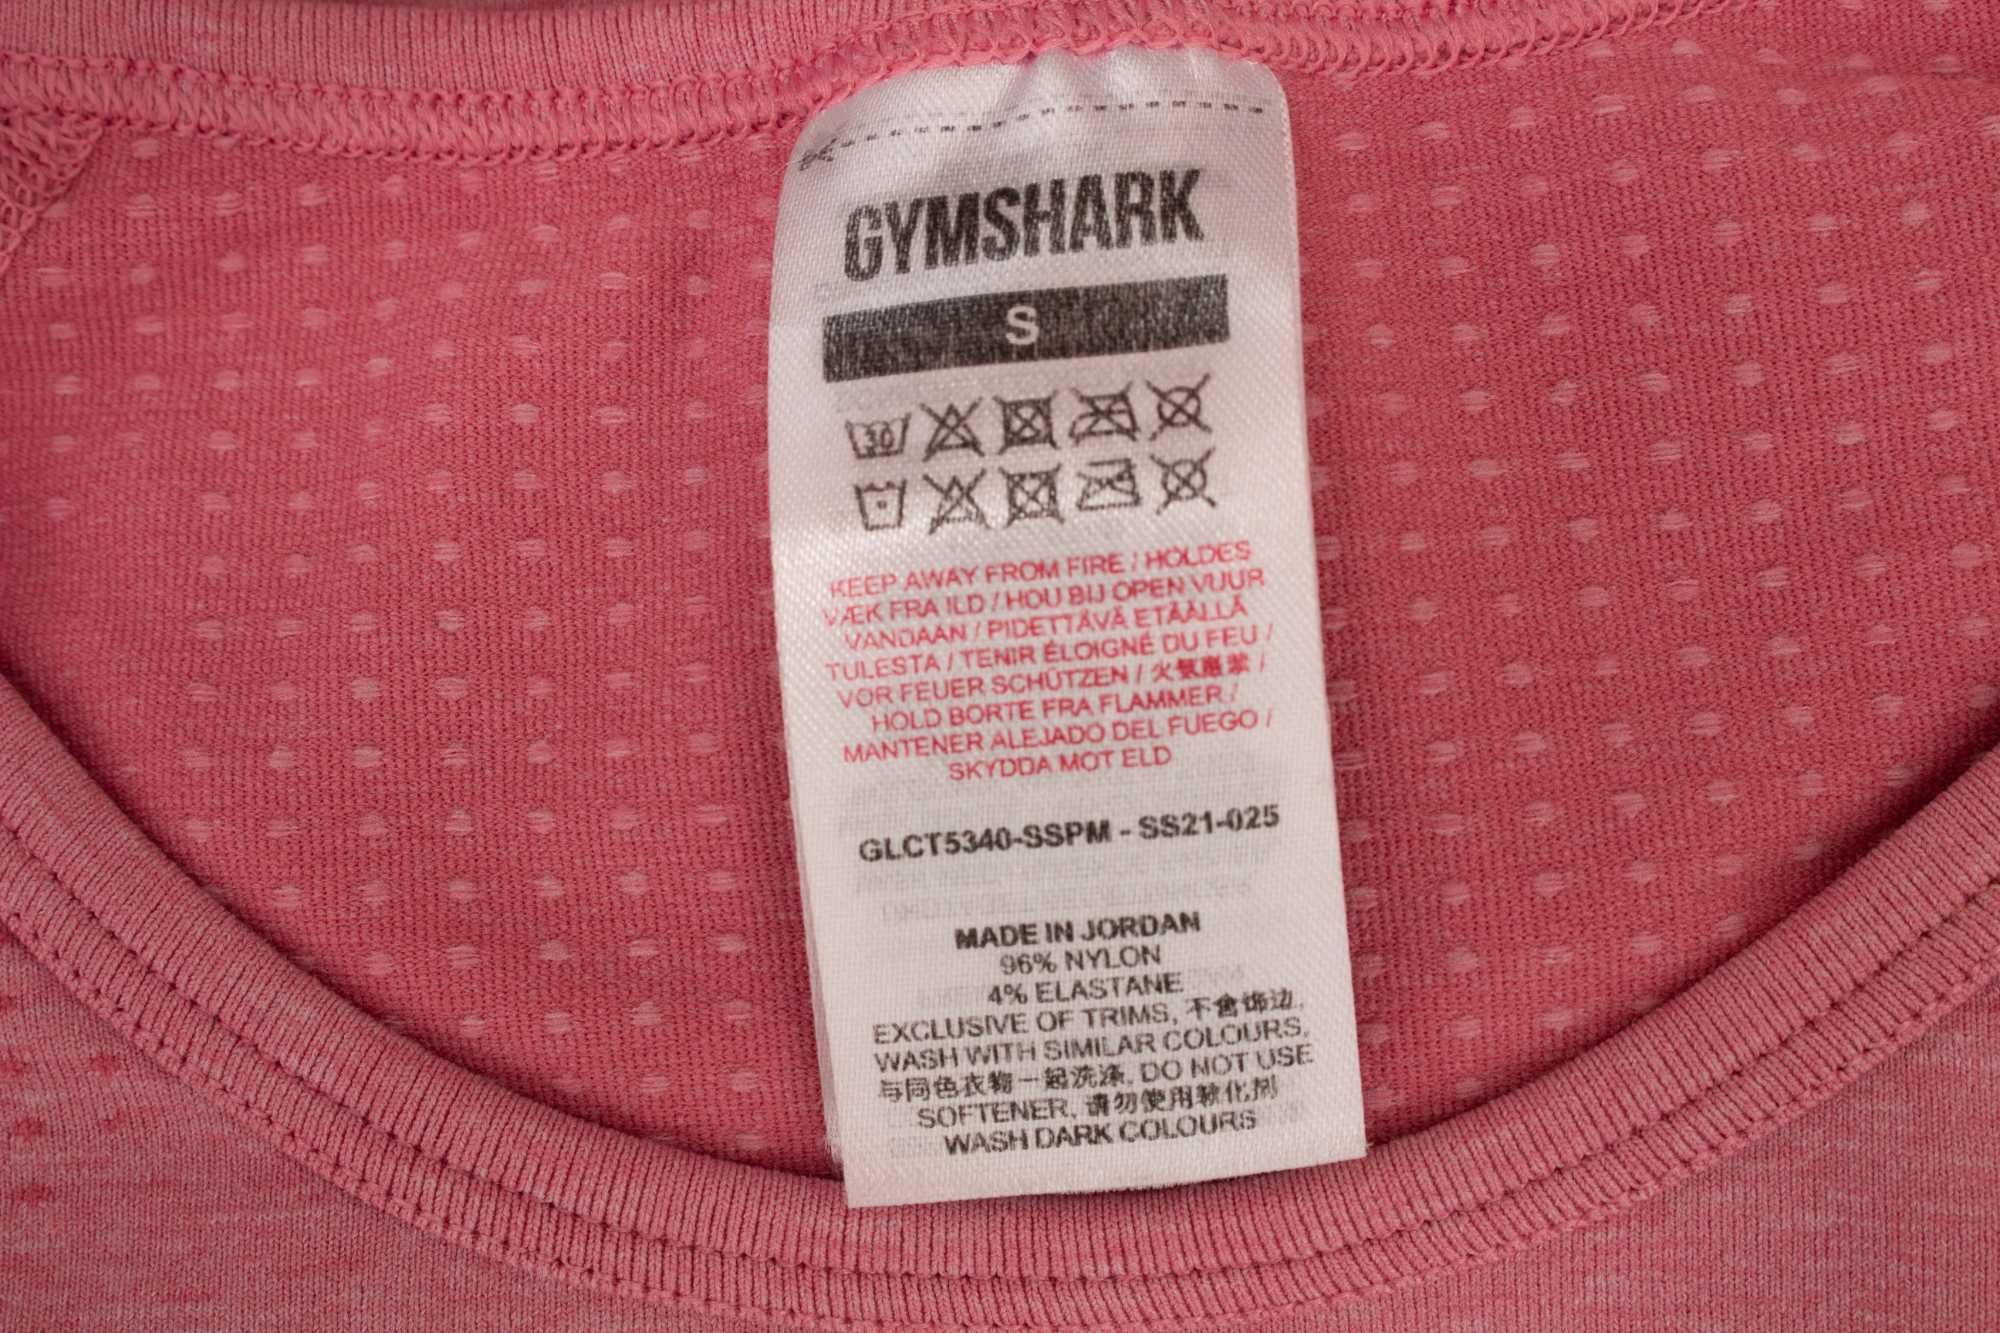 GYMSHARK
S
30
KEEP AWAY FROM FIRE / HOLDES
VÆK FRA ILD / HOU BIJ OPEN VUUR
VANDAAN / PIDETTÄVÄ ETÄÄLLÄ
TULESTA / TENIR ÉLOIGNÉ DU FEU /
VOR FEUER SCHÜTZEN / 火氣嚴禁 /
HOLD BORTE FRA FLAMMER /
MANTENER ALEJADO DEL FUEGO /
SKYDDA MOT ELD
GLCT5340-SSPM - SS21-025
MADE IN JORDAN
96% NYLON
4% ELASTANE
EXCLUSIVE OF TRIMS, 不含饰边,
WASH WITH SIMILAR COLOURS,
与同色衣物一起洗涤, DO NOT USE
SOFTENER, 请勿使用软化剂
WASH DARK COLOURS